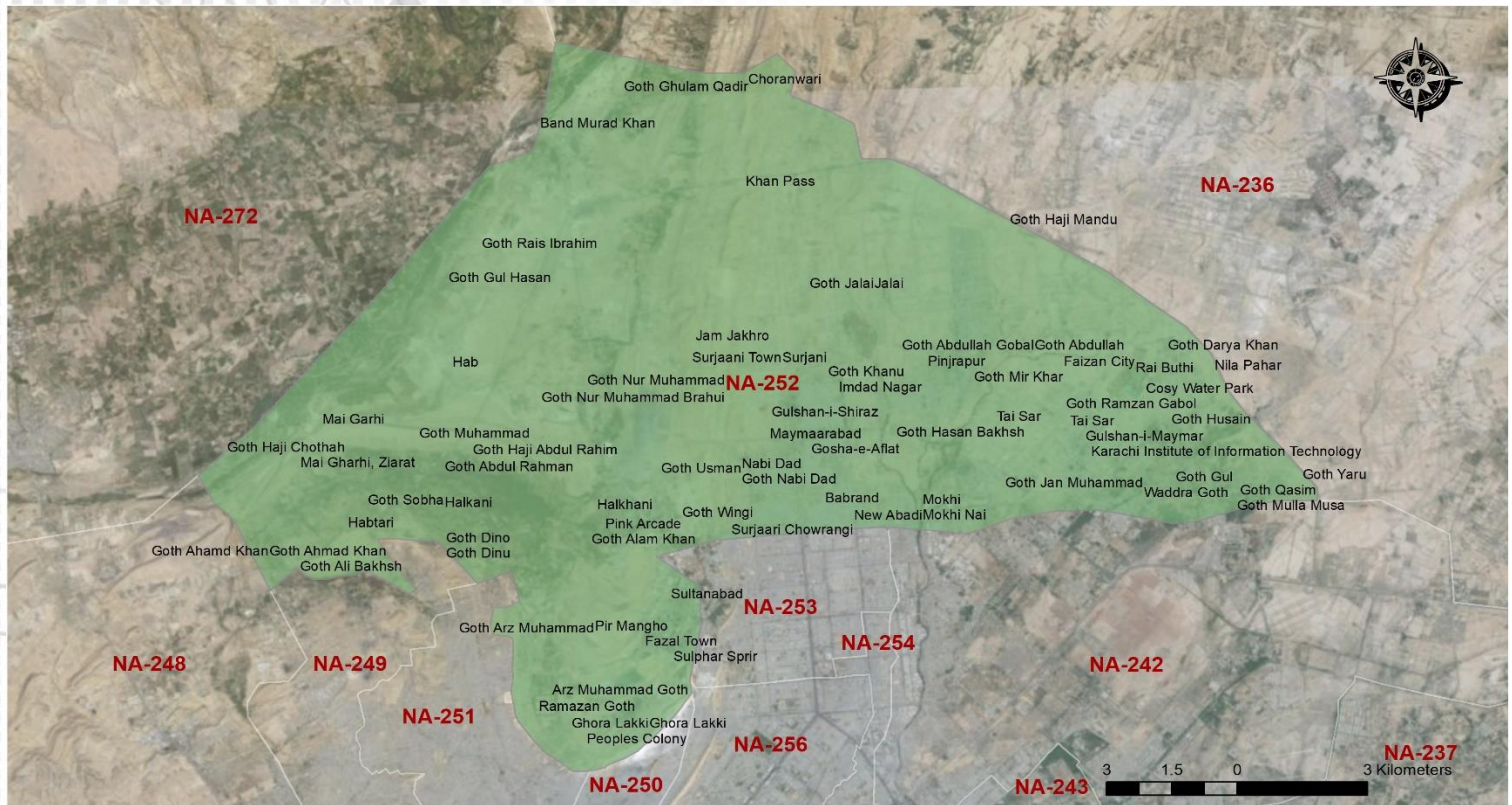 Goth Ghulam Qadir
Choranwari
Band Murad Khan
Khan Pass
NA-236
NA-272
Goth Haji Mandu
Goth Rais Ibrahim
Goth Gul Hasan
Goth JalaiJalai
Jam Jakhro
Goth Abdullah GobalGoth Abdullah
Goth Darya Khan
Surjaani TownSurjani
Pinjrapur
Faizan City
Rai Buthi
Nila Pahar
Hab
Goth Khanu
Goth Mir Khar
Goth Nur Muhammad
NA-252
Imdad Nagar
Cosy Water Park
Goth Nur Muhammad Brahui
Goth Ramzan Gabol
Gulshan-i-Shiraz
Tai Sar
Tai Sar
Goth Husain
Mai Garhi
Goth Muhammad
Maymaarabad
Goth Hasan Bakhsh
Gulshan-i-Maymar
Goth Haji Chothah
Goth Haji Abdul Rahim
Gosha-e-Aflat
Karachi Institute of Information Technology
Mai Gharhi, Ziarat
Goth Abdul Rahman
Goth Usman
Nabi Dad
Goth Nabi Dad
Goth Jan Muhammad
Goth Gul
Goth Yaru
Waddra Goth
Goth Qasim
Goth Sobha
Halkani
Halkhani
Babrand
Mokhi
Goth Mulla Musa
Goth Wingi
New Abadi
Mokhi Nai
Habtari
Pink Arcade
Surjaari Chowrangi
Goth Dino
Goth Alam Khan
Goth Ahamd Khan
Goth Ahmad Khan
Goth Dinu
Goth Ali Bakhsh
Sultanabad
NA-253
Goth Arz Muhammad
Pir Mangho
Fazal Town
NA-254
Sulphar Sprir
NA-248
NA-249
NA-242
Arz Muhammad Goth
Ramazan Goth
NA-251
Ghora LakkiGhora Lakki
Peoples Colony
NA-256
NA-237
3 1.5 0 3 Kilometers
NA-250
NA-243